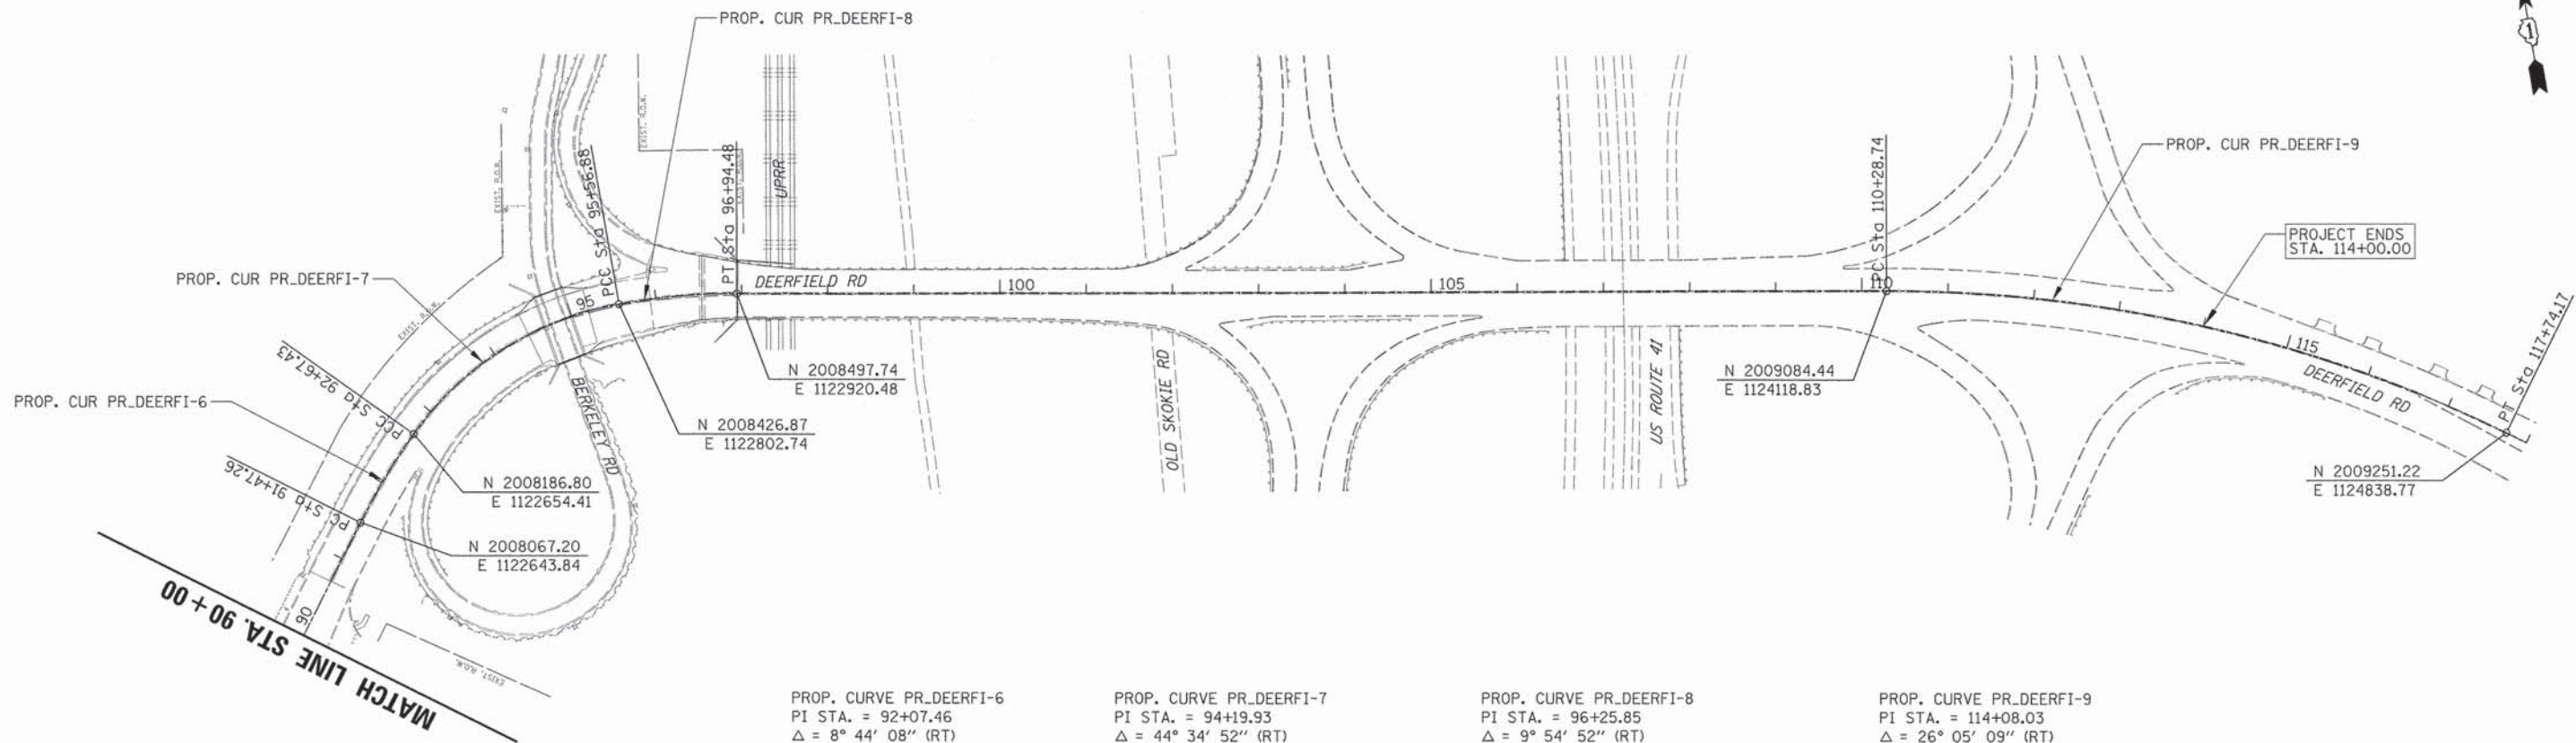 PROP. CUR PR_DEERFI-8
EXIST. R.O.W.
EXIST. R.O.W.
PCC Sta 95+56.88
PT Sta 96+94.48
UPRR
PC Sta 110+28.74
PROP. CUR PR_DEERFI-9
PROJECT ENDS
STA. 114+00.00
PROP. CUR PR_DEERFI-7
EXIST. R.O.W.
95
DEERFIELD RD
100
105
110
115
DEERFIELD RD
PT Sta 117+74.17
PCC Sta 92+67.43
PROP. CUR PR_DEERFI-6
PC Sta 91+47.26
BERKELEY RD
N 2008497.74
E 1122920.48
N 2008426.87
E 1122802.74
OLD SKOKIE RD
US ROUTE 41
N 2009084.44
E 1124118.83
N 2009251.22
E 1124838.77
N 2008186.80
E 1122654.41
N 2008067.20
E 1122643.84
90
MATCH LINE STA. 90+00
EXIST. R.O.W.
PROP. CURVE PR_DEERFI-6
PI STA. = 92+07.46
Δ = 8° 44' 08" (RT)
PROP. CURVE PR_DEERFI-7
PI STA. = 94+19.93
Δ = 44° 34' 52" (RT)
PROP. CURVE PR_DEERFI-8
PI STA. = 96+25.85
Δ = 9° 54' 52" (RT)
PROP. CURVE PR_DEERFI-9
PI STA. = 114+08.03
Δ = 26° 05' 09" (RT)